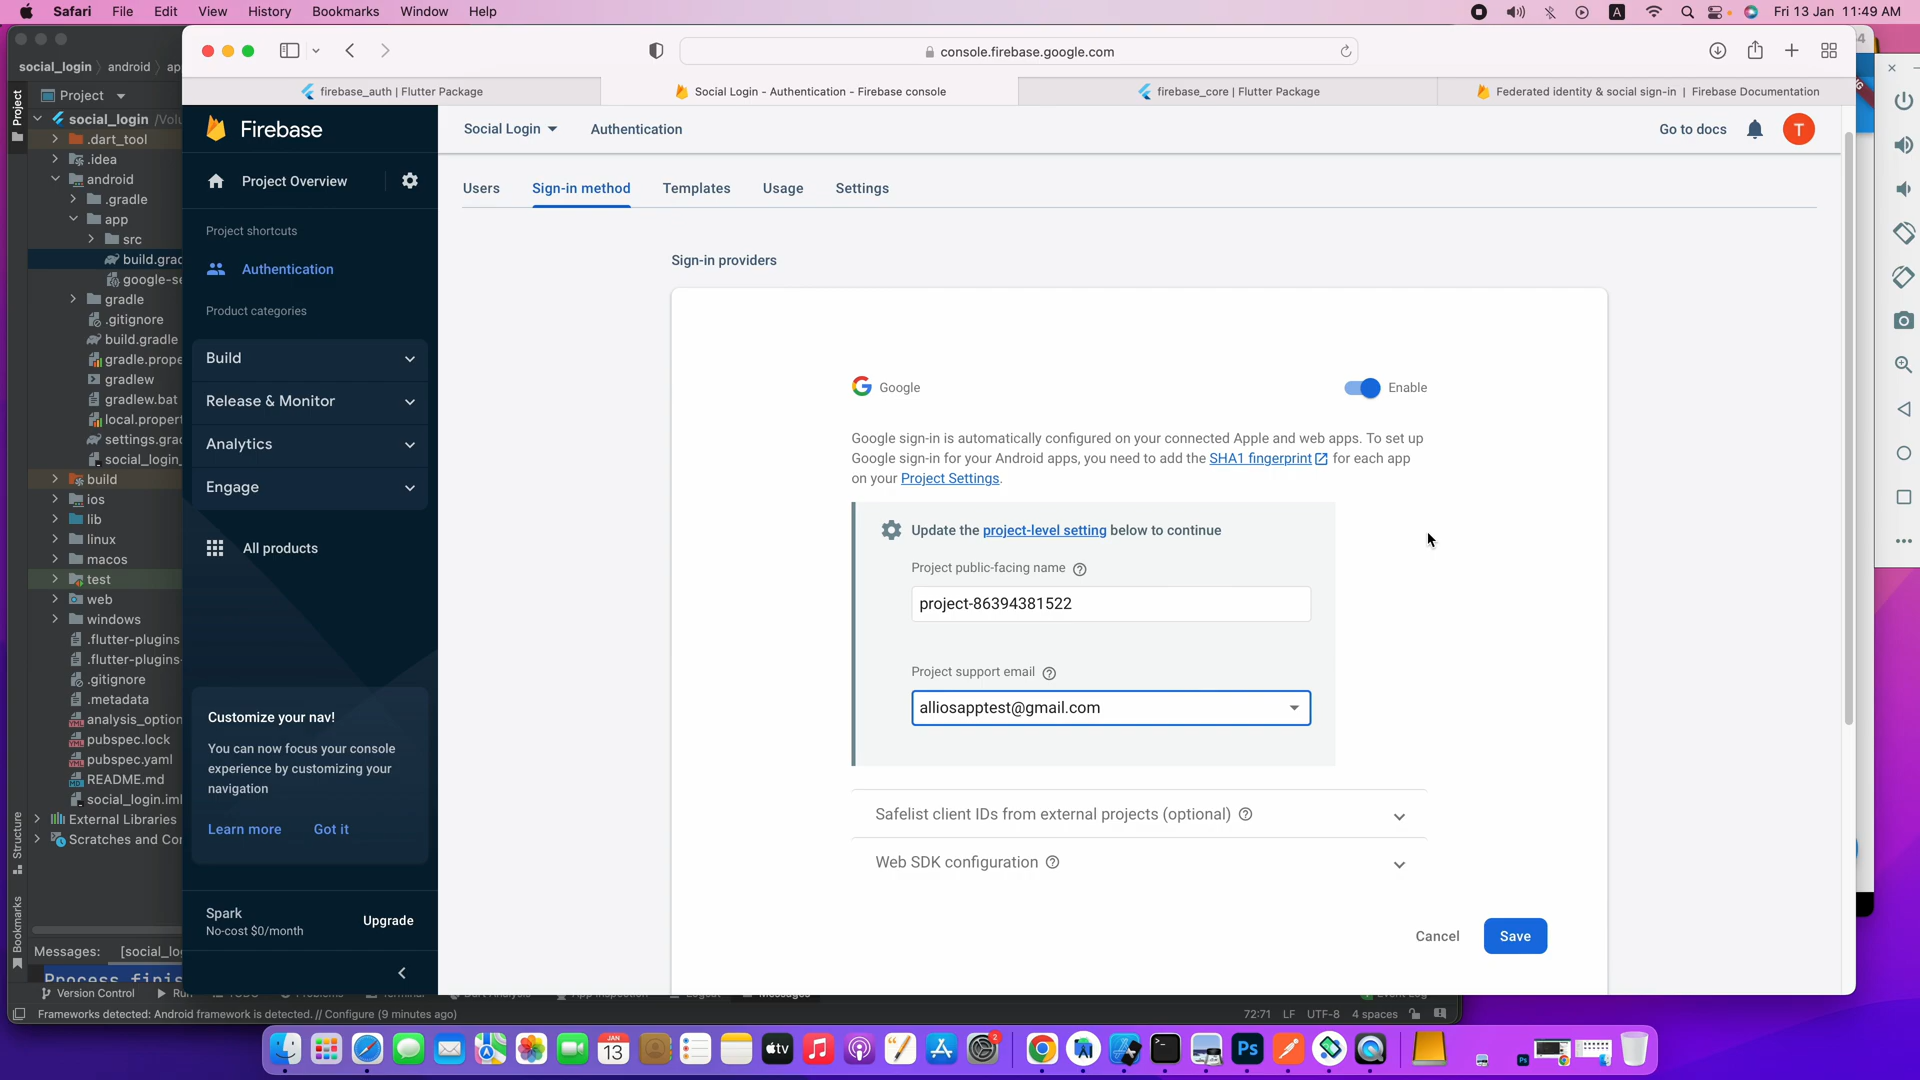 Safari File Edit View History Bookmarks Window Help
A
Fri 13 Jan 11:49 AM
console.firebase.google.com
firebase_auth | Flutter Package
Social Login - Authentication - Firebase console
firebase_core | Flutter Package
Federated identity & social sign-in | Firebase Documentation
social_login android
Project
Project
social_login
.dart_tool
.idea
android
.gradle
app
src
gradle
.gitignore
build.gradle
gradlew
gradlew.bat
build
ios
lib
linux
macos
test
web
windows
.flutter-plugins
.gitignore
.metadata
pubspec.lock
pubspec.yaml
README.md
External Libraries
Structure
Bookmarks
Messages:
Firebase
Project Overview
Project shortcuts
Authentication
Product categories
Build
Release & Monitor
Analytics
Engage
All products
Customize your nav!
You can now focus your console
experience by customizing your
navigation
Learn more Got it
Spark
No-cost $0/month
Upgrade
Social Login
Authentication
Go to docs
T
Users Sign-in method Templates Usage Settings
Sign-in providers
Google
Enable
Google sign-in is automatically configured on your connected Apple and web apps. To set up
Google sign-in for your Android apps, you need to add the SHA1 fingerprint for each app
on your Project Settings.
Update the project-level setting below to continue
Project public-facing name
project-86394381522
Project support email
alliosapptest@gmail.com
Safelist client IDs from external projects (optional)
Web SDK configuration
Cancel Save
Version Control
Frameworks detected: Android framework is detected. // Configure (9 minutes ago)
72:71 LF UTF-8 4 spaces
JAN
13
tv
2
Ps